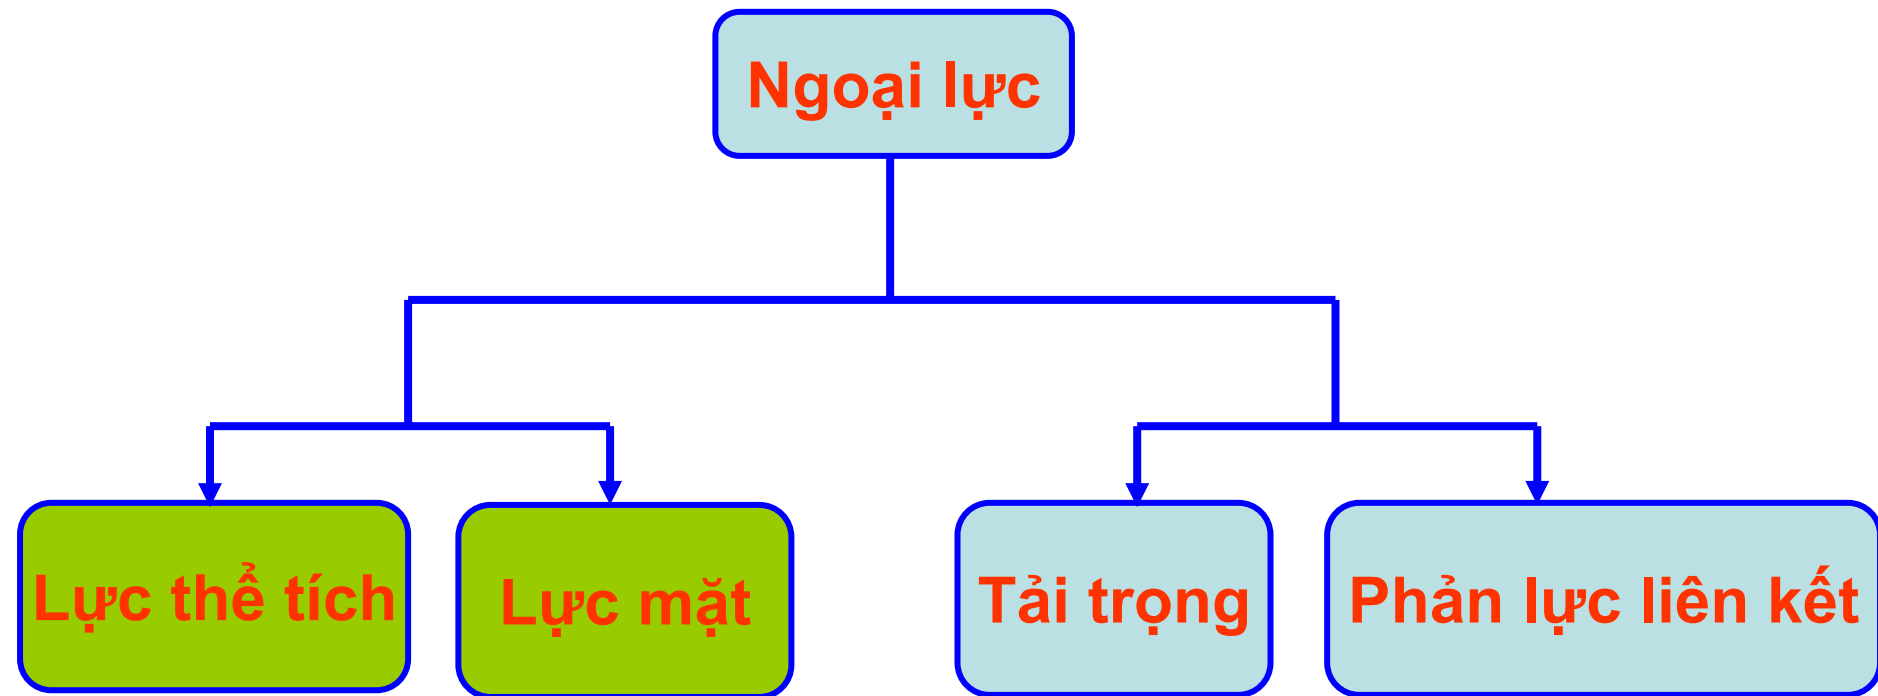 Ngoại lực
Lực thể tích
Lực mặt
Tải trọng
Phản lực liên kết